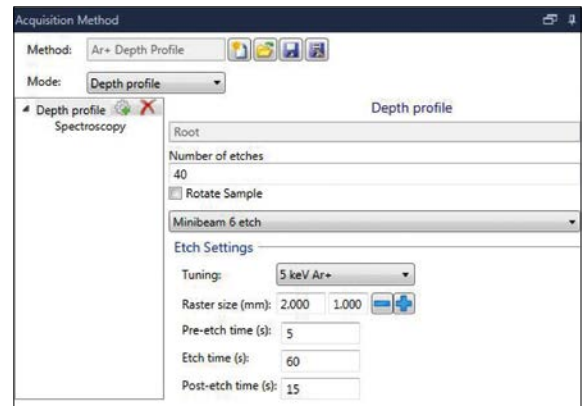 Acquisition Method
Method: Ar+ Depth Profile
Mode: Depth profile
Depth profile
Spectroscopy
Depth profile
Root
Number of etches
40
Rotate Sample
Minibeam 6 etch
Etch Settings
Tuning: 5 keV Ar+
Raster size (mm): 2.000 1.000
Pre-etch time (s): 5
Etch time (s): 60
Post-etch time (s): 15